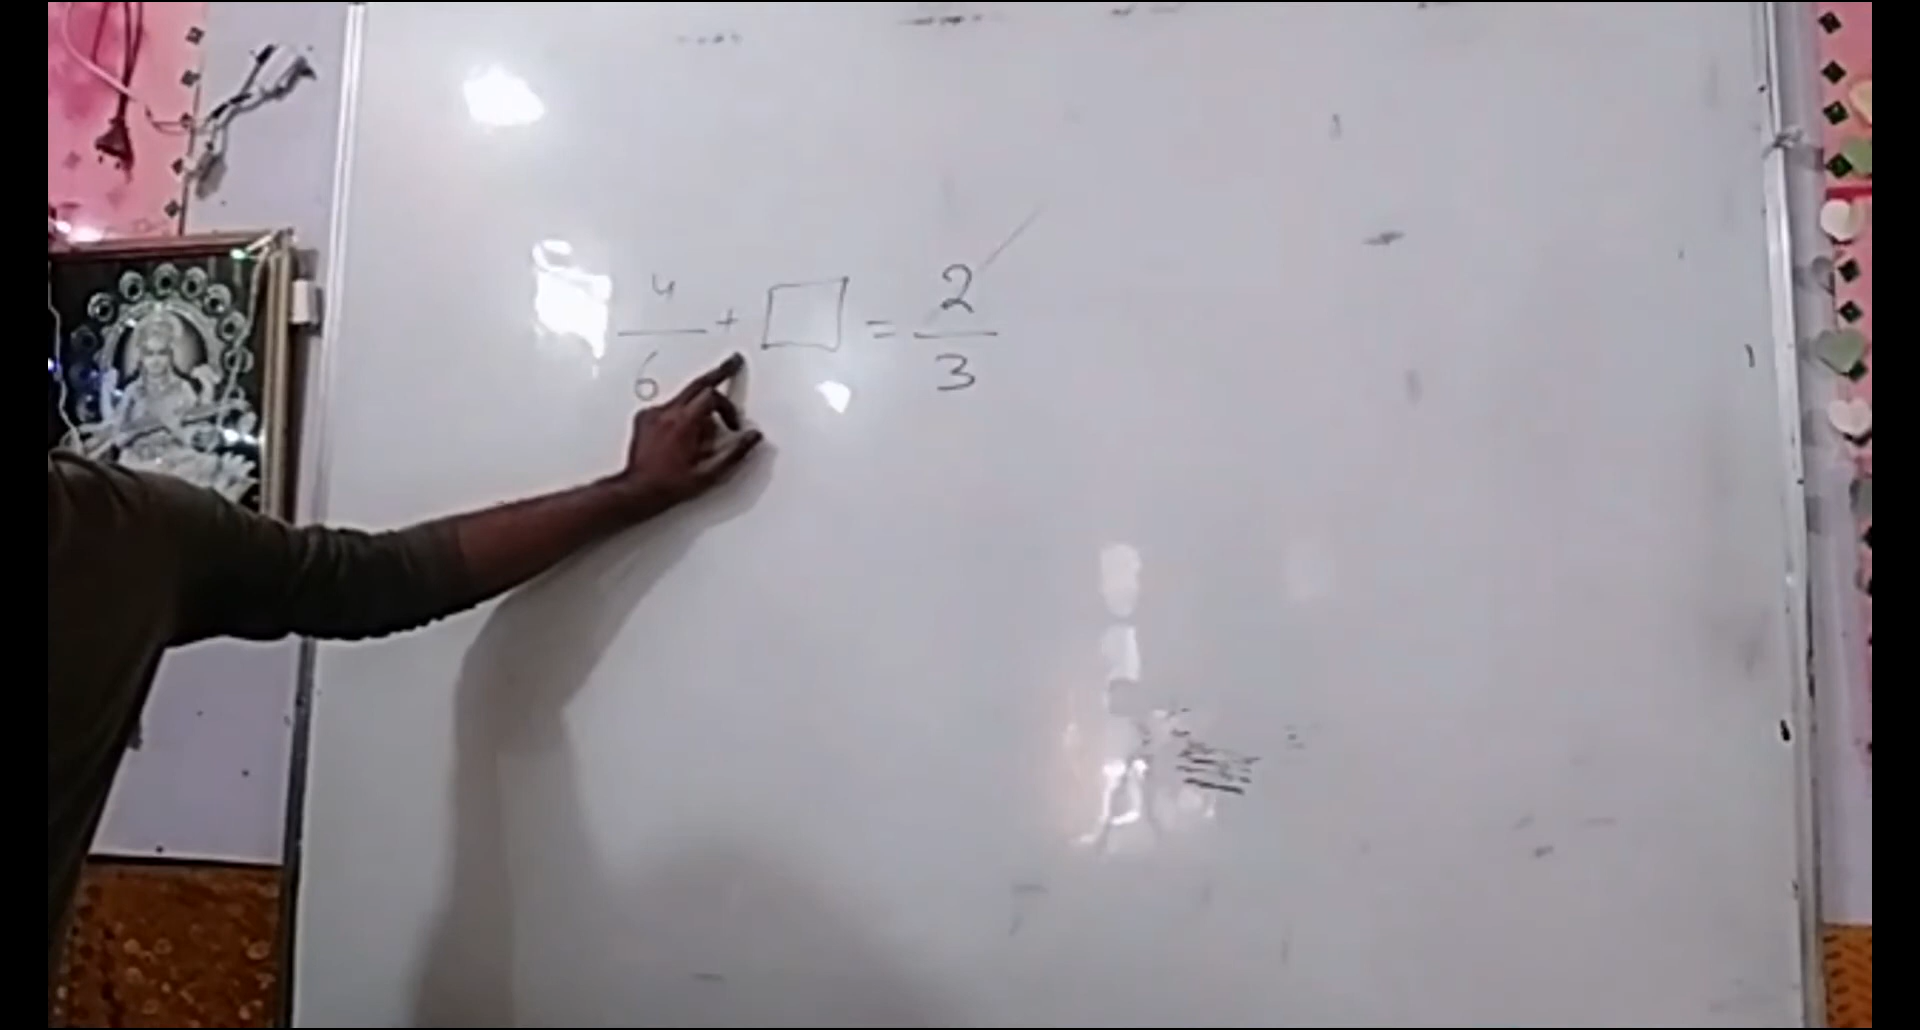 4/6 + □ = 2/3